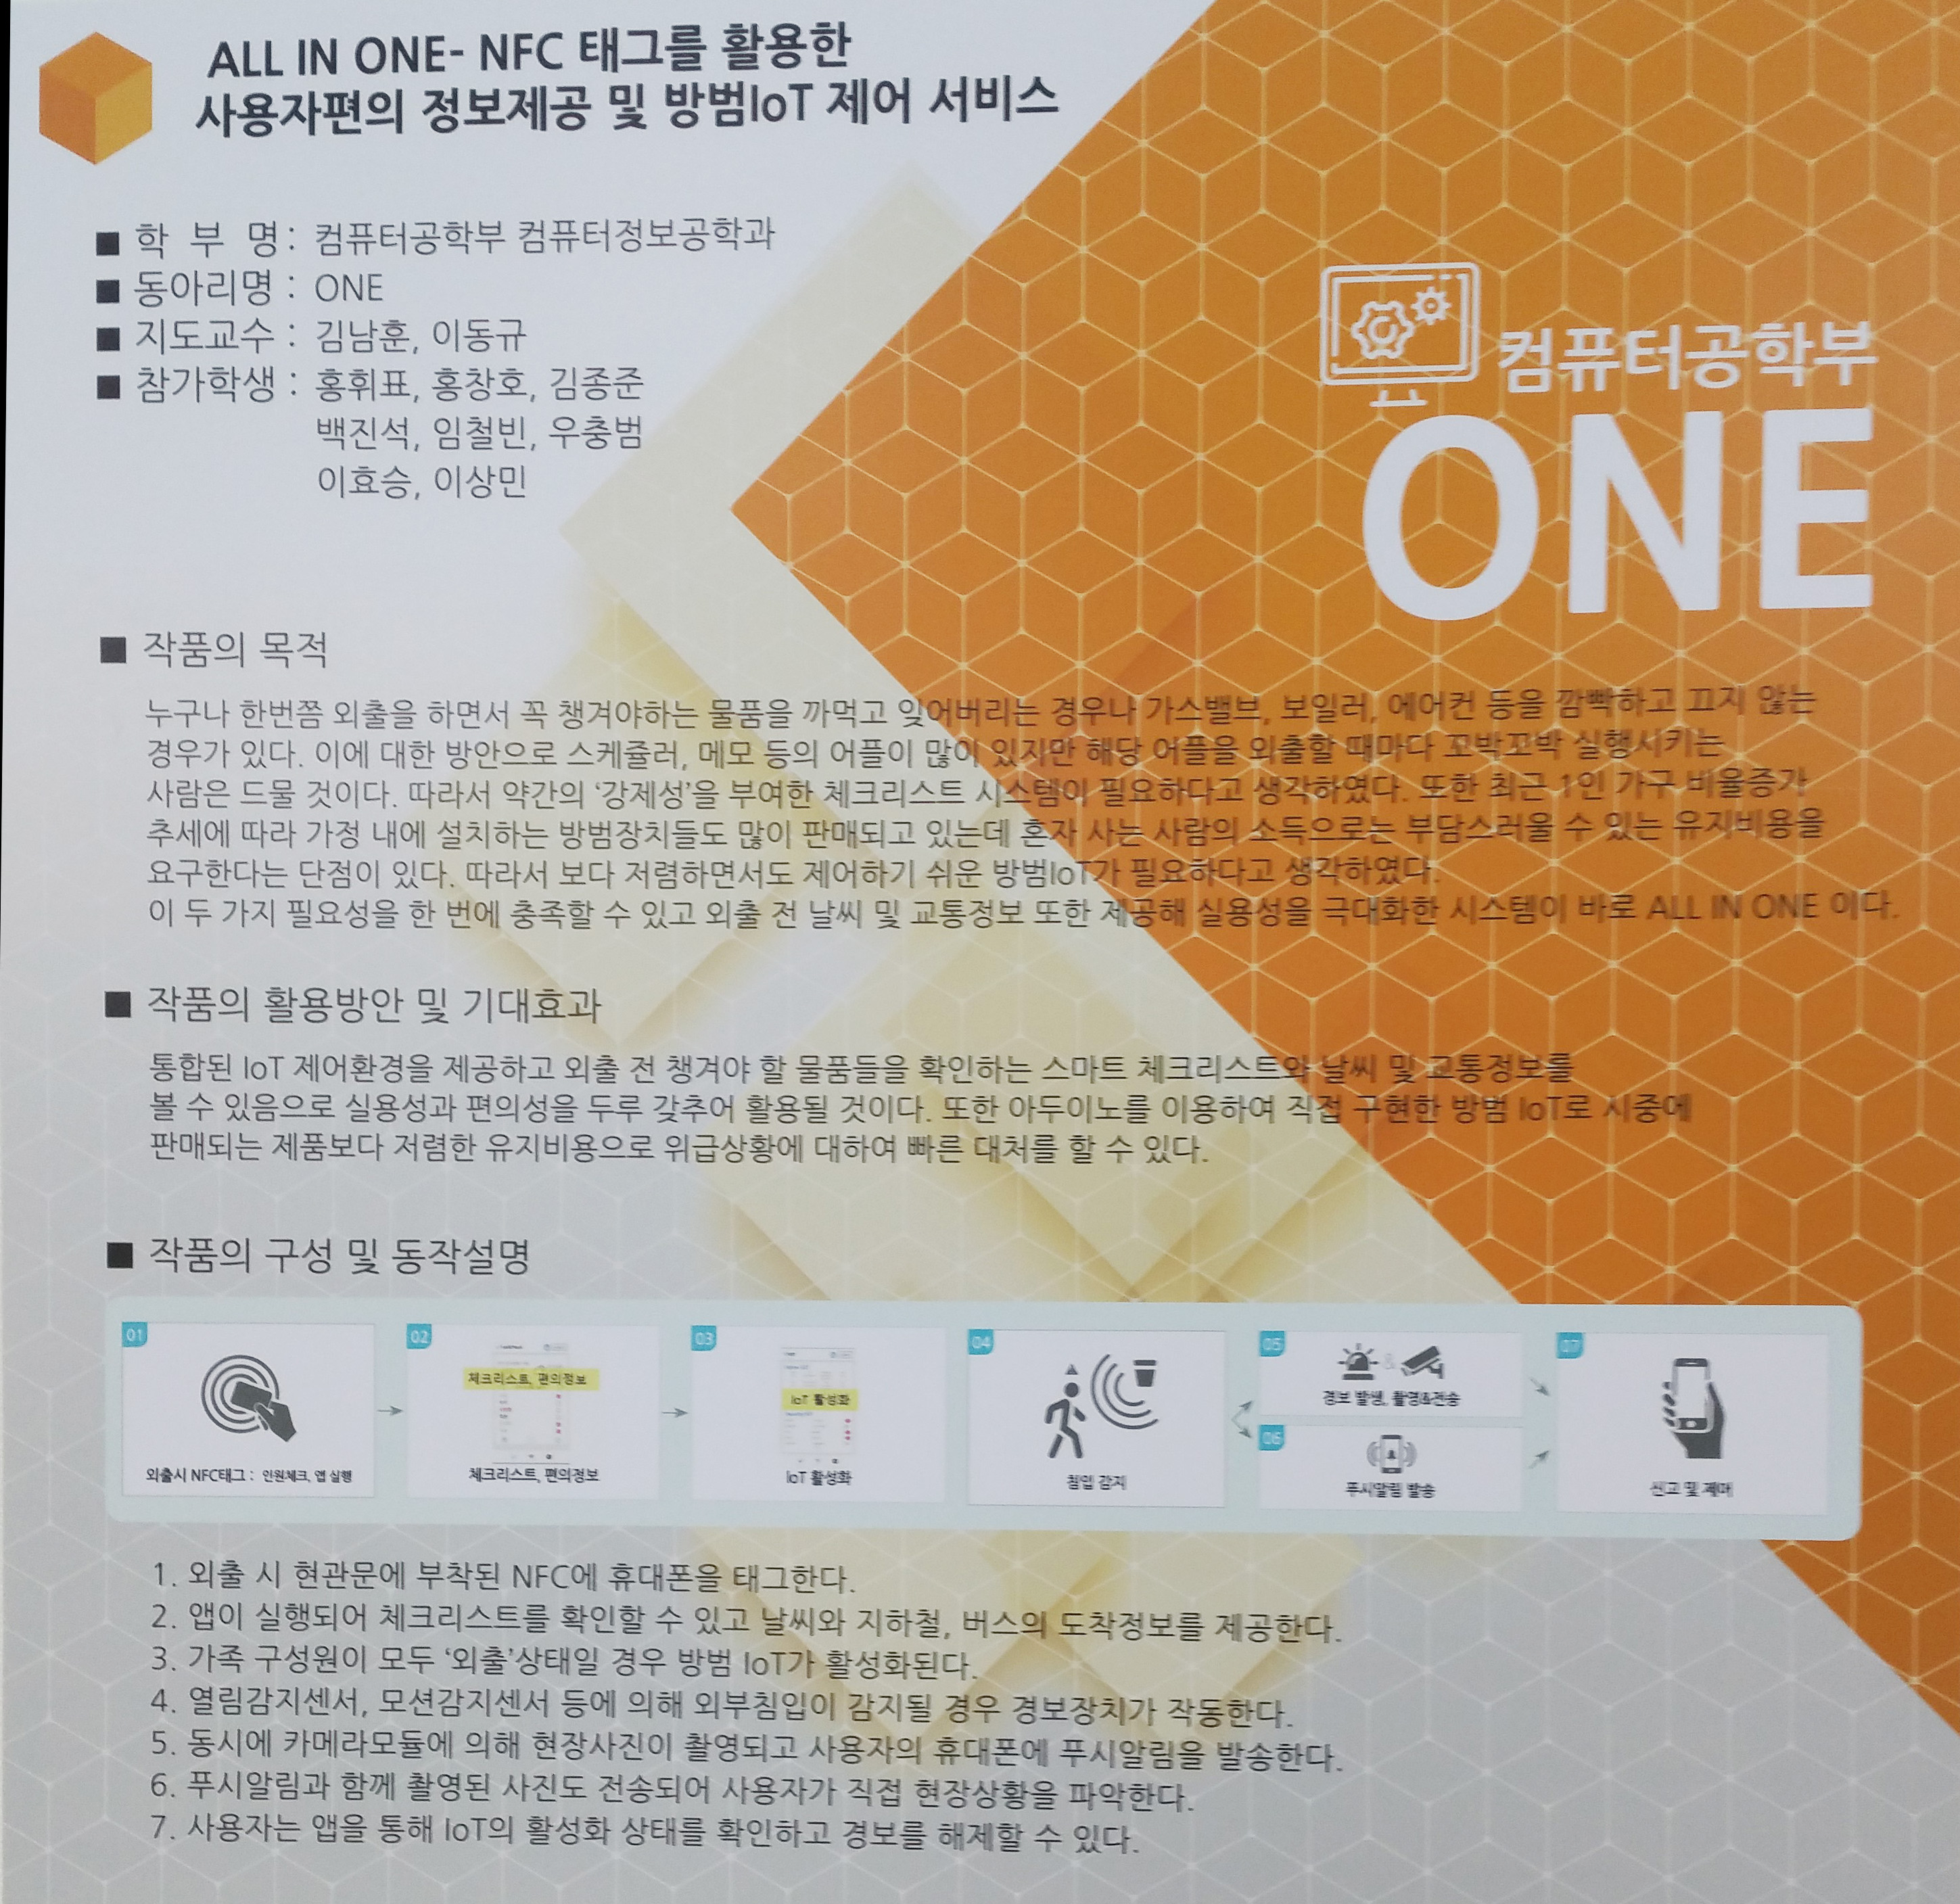 ALL IN ONE- NFC 태그를 활용한
사용자편의 정보제공 및 방범IoT 제어 서비스
■ 학 부 명 : 컴퓨터공학부 컴퓨터정보공학과
■ 동아리명 : ONE
■ 지도교수 : 김남훈, 이동규
■ 참가학생 : 홍휘표, 홍창호, 김종준
백진석, 임철빈, 우충범
이효승, 이상민
컴퓨터공학부
ONE
■ 작품의 목적
누구나 한번쯤 외출을 하면서 꼭 챙겨야하는 물품을 까먹고 잊어버리는 경우나 가스밸브, 보일러, 에어컨 등을 깜빡하고 끄지 않는
경우가 있다. 이에 대한 방안으로 스케쥴러, 메모 등의 어플이 많이 있지만 해당 어플을 외출할 때마다 꼬박꼬박 실행시키는
사람은 드물 것이다. 따라서 약간의 ‘강제성’을 부여한 체크리스트 시스템이 필요하다고 생각하였다. 또한 최근 1인 가구 비율증가
추세에 따라 가정 내에 설치하는 방범장치들도 많이 판매되고 있는데 혼자 사는 사람의 소득으로는 부담스러울 수 있는 유지비용을
요구한다는 단점이 있다. 따라서 보다 저렴하면서도 제어하기 쉬운 방범IoT가 필요하다고 생각하였다.
이 두 가지 필요성을 한 번에 충족할 수 있고 외출 전 날씨 및 교통정보 또한 제공해 실용성을 극대화한 시스템이 바로 ALL IN ONE 이다.
■ 작품의 활용방안 및 기대효과
통합된 IoT 제어환경을 제공하고 외출 전 챙겨야 할 물품들을 확인하는 스마트 체크리스트와 날씨 및 교통정보를
볼 수 있음으로 실용성과 편의성을 두루 갖추어 활용될 것이다. 또한 아두이노를 이용하여 직접 구현한 방범 IoT로 시중에
판매되는 제품보다 저렴한 유지비용으로 위급상황에 대하여 빠른 대처를 할 수 있다.
■ 작품의 구성 및 동작설명
01
외출시 NFC태그 : 인원체크, 앱 실행
02
체크리스트, 편의정보
체크리스트, 편의정보
03
IoT 활성화
IoT 활성화
04
침입 감지
05
&
경보 발생, 촬영&전송
06
푸시알림 발송
07
신고 및 제어
1. 외출 시 현관문에 부착된 NFC에 휴대폰을 태그한다.
2. 앱이 실행되어 체크리스트를 확인할 수 있고 날씨와 지하철, 버스의 도착정보를 제공한다.
3. 가족 구성원이 모두 ‘외출’상태일 경우 방범 IoT가 활성화된다.
4. 열림감지센서, 모션감지센서 등에 의해 외부침입이 감지될 경우 경보장치가 작동한다.
5. 동시에 카메라모듈에 의해 현장사진이 촬영되고 사용자의 휴대폰에 푸시알림을 발송한다.
6. 푸시알림과 함께 촬영된 사진도 전송되어 사용자가 직접 현장상황을 파악한다.
7. 사용자는 앱을 통해 IoT의 활성화 상태를 확인하고 경보를 해제할 수 있다.